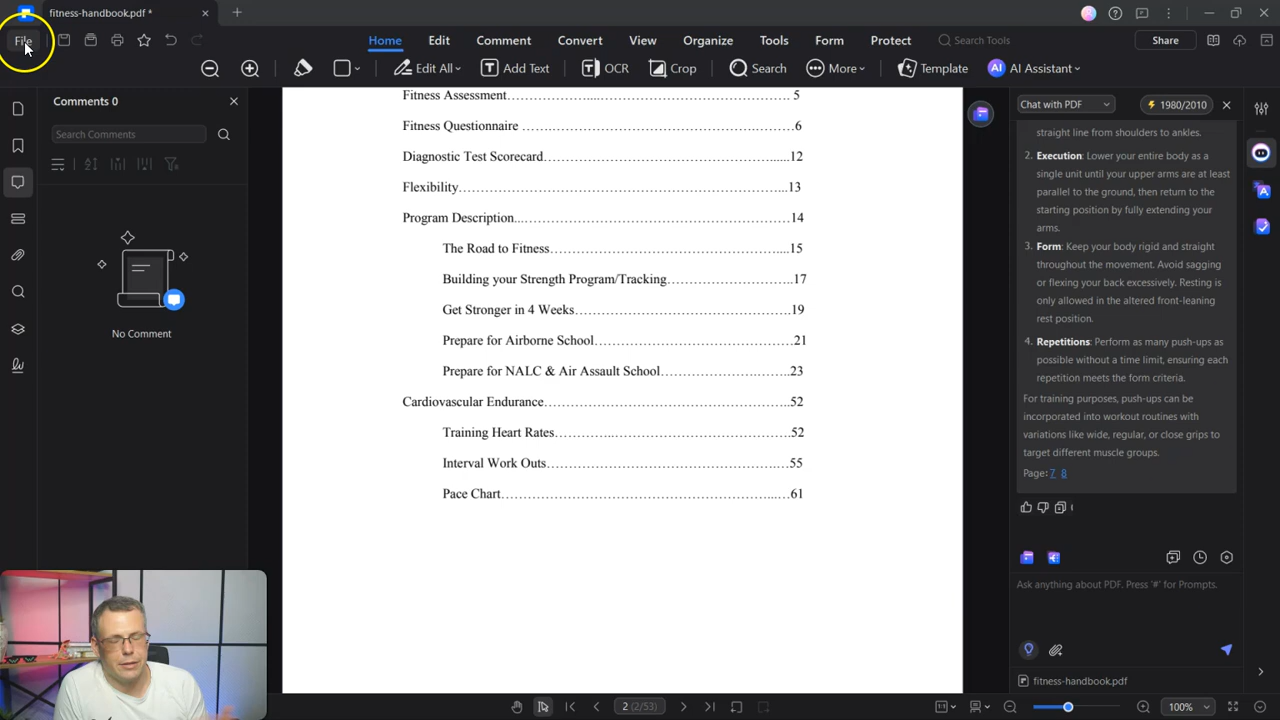 fitness-handbook.pdf *
File
Home
Edit
Comment
Convert
View
Organize
Tools
Form
Protect
Search Tools
Share
Edit All
Add Text
OCR
Crop
Search
More
Template
AI Assistant
Comments 0
Search Comments
No Comment
Fitness Assessment……………....……………………………………. 5
Fitness Questionnaire …….……………………………………..……..6
Diagnostic Test Scorecard…………………………………………......12
Flexibility……………………………………………………………...13
Program Description...…………………………………………………14
The Road to Fitness……………………………………………....15
Building your Strength Program/Tracking…………………………..17
Get Stronger in 4 Weeks…………………………………………..19
Prepare for Airborne School………………………………………21
Prepare for NALC & Air Assault School…………………….……..23
Cardiovascular Endurance……………………………………………..52
Training Heart Rates…………..…………………………………….52
Interval Work Outs………………………………………………….…55
Pace Chart…………………………………………………………...…61
2 (2/53)
100%
Chat with PDF
1980/2010
straight line from shoulders to ankles.
2. Execution: Lower your entire body as a
single unit until your upper arms are at least
parallel to the ground, then return to the
starting position by fully extending your
arms.
3. Form: Keep your body rigid and straight
throughout the movement. Avoid sagging
or flexing your back excessively. Resting is
only allowed in the altered front-leaning
rest position.
4. Repetitions: Perform as many push-ups as
possible without a time limit, ensuring each
repetition meets the form criteria.
For training purposes, push-ups can be
incorporated into workout routines with
variations like wide, regular, or close grips to
target different muscle groups.
Page: 7 8
Ask anything about PDF. Press '#' for Prompts.
fitness-handbook.pdf